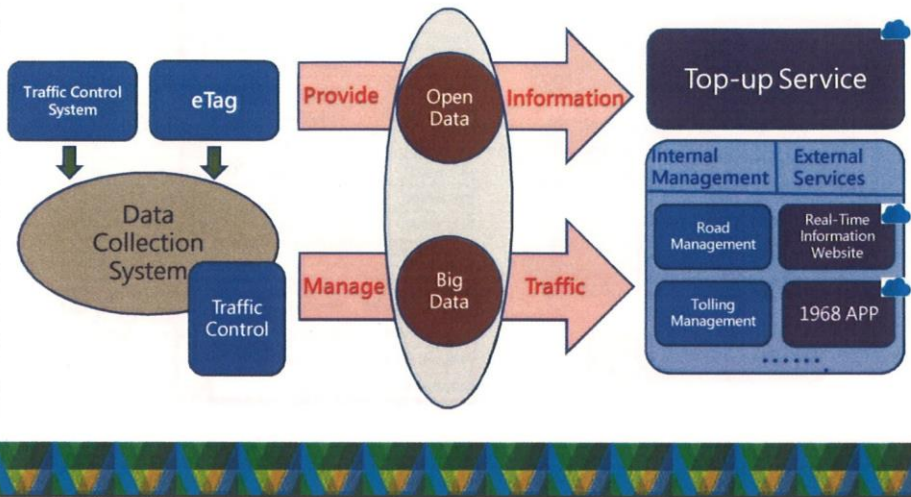 Traffic Control
System
eTag
Data
Collection
System
Traffic
Control
Provide
Open
Data
Information
Manage
Big
Data
Traffic
Top-up Service
Internal
Management
External
Services
Road
Management
Real-Time
Information
Website
Tolling
Management
1968 APP
......